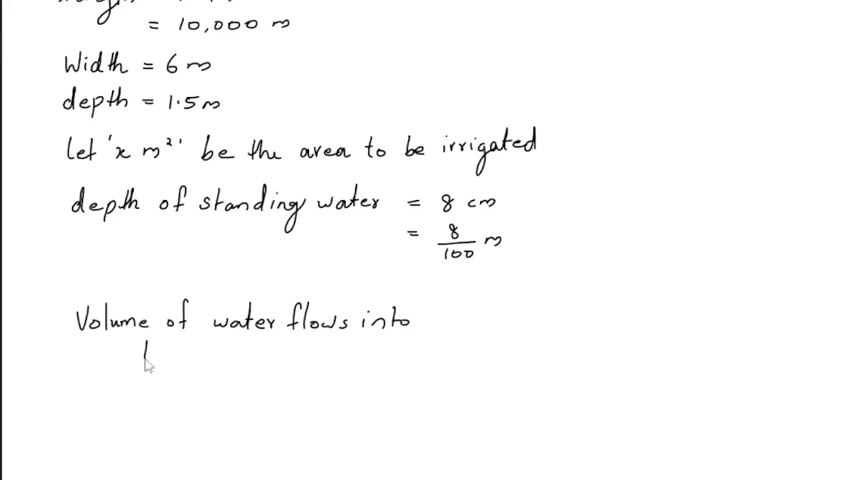 = 10,000 m
Width = 6 m
depth = 1.5 m
let 'x m²' be the area to be irrigated
depth of standing water = 8 cm
= 8/100 m
Volume of water flows into